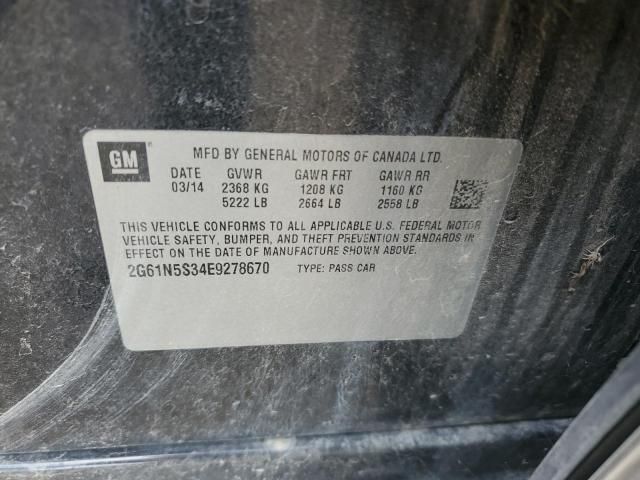 GM
MFD BY GENERAL MOTORS OF CANADA LTD.
DATE GVWR GAWR FRT GAWR RR
03/14 2368 KG 1208 KG 1160 KG
5222 LB 2664 LB 2558 LB
THIS VEHICLE CONFORMS TO ALL APPLICABLE U.S. FEDERAL MOTOR
VEHICLE SAFETY, BUMPER, AND THEFT PREVENTION STANDARDS IN
EFFECT ON THE DATE OF MANUFACTURE SHOWN ABOVE.
2G61N5S34E9278670 TYPE: PASS CAR